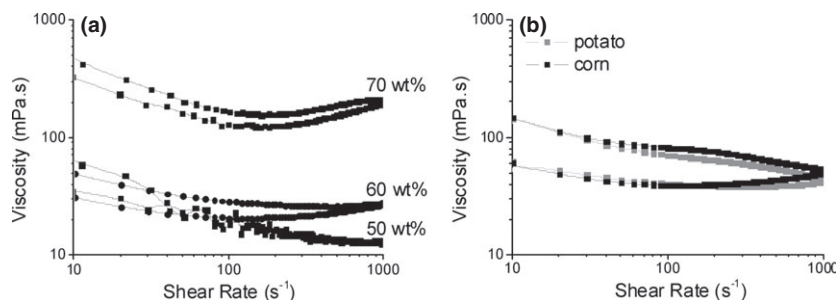 (a)
1000
100
10
Viscosity (mPa.s)
70 wt%
60 wt%
50 wt%
10 100 1000
Shear Rate (s⁻¹)
(b)
potato
corn
1000
100
10
Viscosity (mPa.s)
10 100 1000
Shear Rate (s⁻¹)